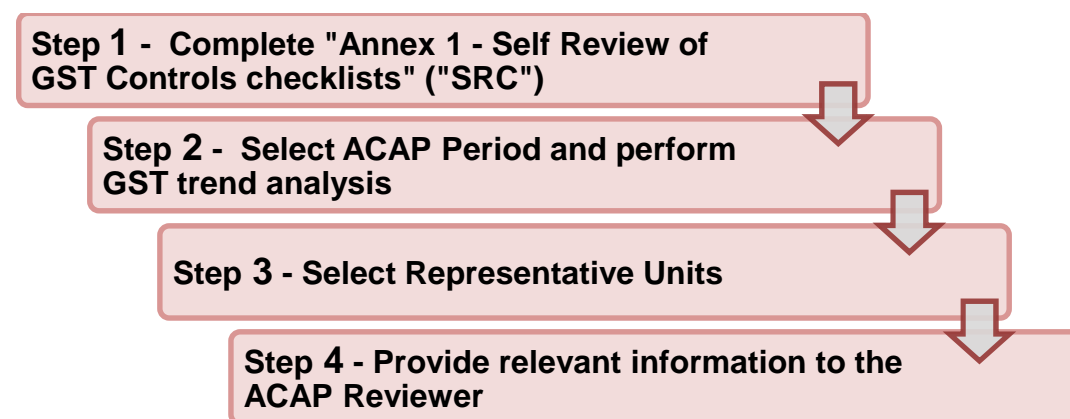 Step 1 -  Complete "Annex 1 - Self Review of
GST Controls checklists" ("SRC")
Step 2 -  Select ACAP Period and perform
GST trend analysis
Step 3 - Select Representative Units
Step 4 - Provide relevant information to the
ACAP Reviewer